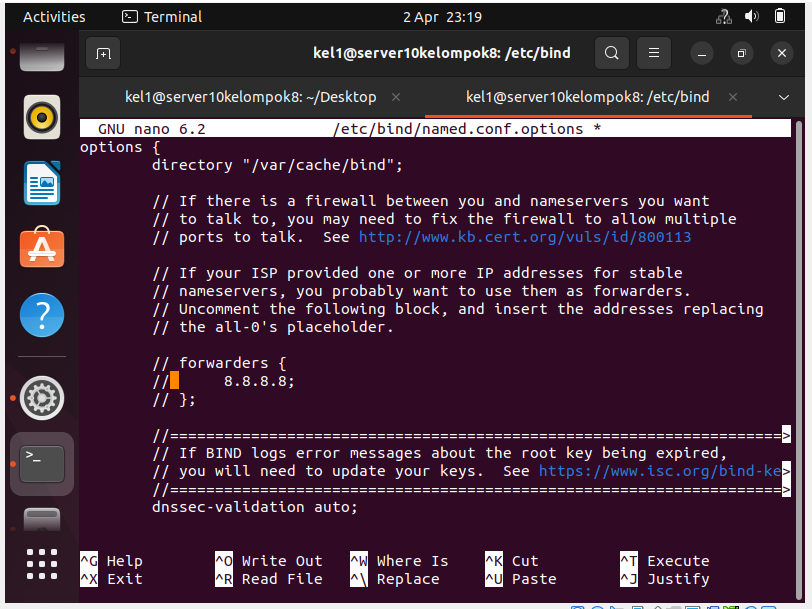 Activities
Terminal
2 Apr 23:19
kel1@server10kelompok8: /etc/bind
kel1@server10kelompok8: ~/Desktop
kel1@server10kelompok8: /etc/bind
GNU nano 6.2 /etc/bind/named.conf.options *
options {
directory "/var/cache/bind";
// If there is a firewall between you and nameservers you want
// to talk to, you may need to fix the firewall to allow multiple
// ports to talk.  See http://www.kb.cert.org/vuls/id/800113
// If your ISP provided one or more IP addresses for stable
// nameservers, you probably want to use them as forwarders.
// Uncomment the following block, and insert the addresses replacing
// the all-0's placeholder.
// forwarders {
//      8.8.8.8;
// };
//====================================================================>
// If BIND logs error messages about the root key being expired,
// you will need to update your keys.  See https://www.isc.org/bind-ke>
//====================================================================>
dnssec-validation auto;
^G Help ^O Write Out ^W Where Is ^K Cut ^T Execute
^X Exit ^R Read File ^\ Replace ^U Paste ^J Justify